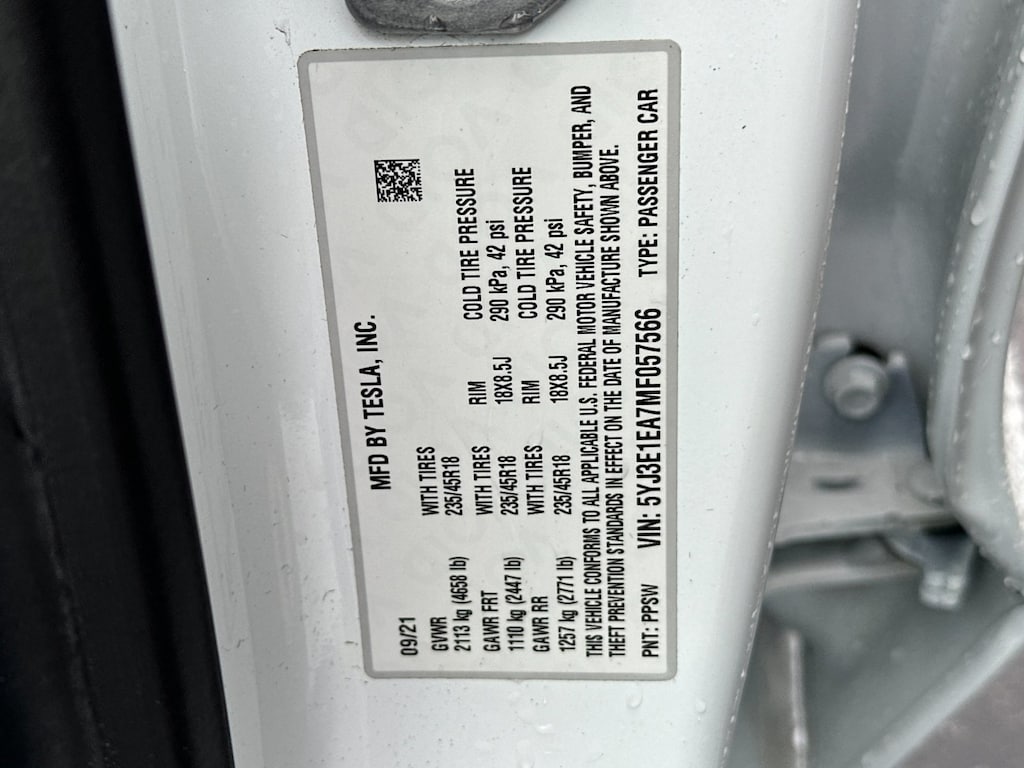 MFD BY TESLA, INC.
09/21
GVWR WITH TIRES
2113 kg (4658 lb) 235/45R18
GAWR FRT WITH TIRES RIM COLD TIRE PRESSURE
1110 kg (2447 lb) 235/45R18 18X8.5J 290 kPa, 42 psi
GAWR RR WITH TIRES RIM COLD TIRE PRESSURE
1257 kg (2771 lb) 235/45R18 18X8.5J 290 kPa, 42 psi
THIS VEHICLE CONFORMS TO ALL APPLICABLE U.S. FEDERAL MOTOR VEHICLE SAFETY, BUMPER, AND
THEFT PREVENTION STANDARDS IN EFFECT ON THE DATE OF MANUFACTURE SHOWN ABOVE.
PNT: PPSW VIN: 5YJ3E1EA7MF057566 TYPE: PASSENGER CAR